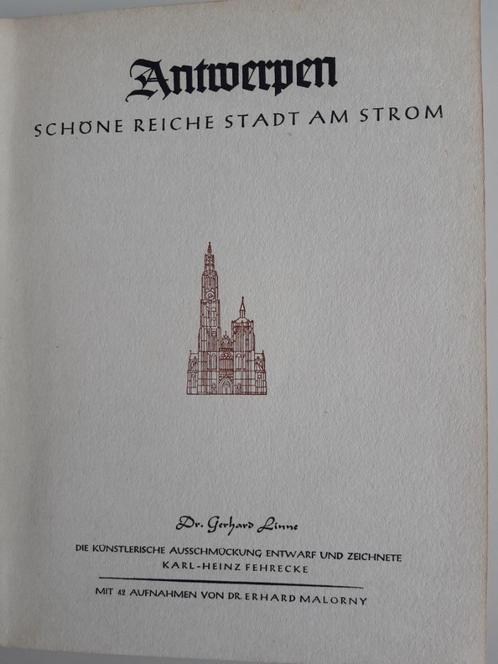 Antwerpen
SCHÖNE REICHE STADT AM STROM
Dr. Gerhard Linne
DIE KÜNSTLERISCHE AUSSCHMÜCKUNG ENTWARF UND ZEICHNETE
KARL-HEINZ FEHRECKE
MIT 42 AUFNAHMEN VON DR. ERHARD MALORNY